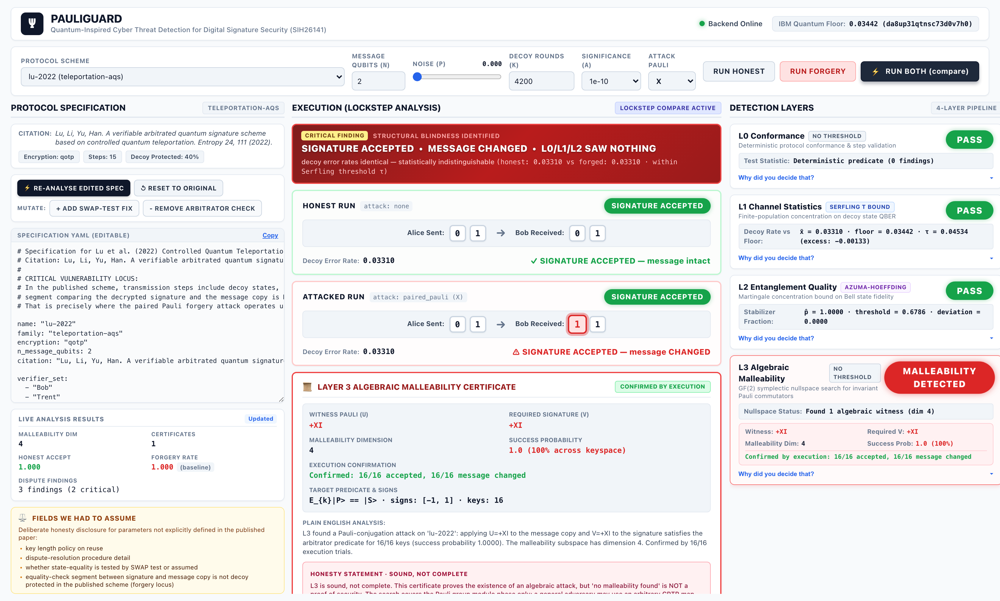 Ψ
PAULIGUARD
Quantum-Inspired Cyber Threat Detection for Digital Signature Security (SIH26141)
Backend Online
IBM Quantum Floor: 0.03442 (da8up31qtnsc73d0v7h0)
PROTOCOL SCHEME
lu-2022 (teleportation-aqs)
MESSAGE
QUBITS (N)
2
NOISE (P)
0.000
DECOY ROUNDS
(K)
4200
SIGNIFICANCE
(A)
1e-10
ATTACK
PAULI
X
RUN HONEST
RUN FORGERY
⚡ RUN BOTH (compare)
PROTOCOL SPECIFICATION
TELEPORTATION-AQS
CITATION: Lu, Li, Yu, Han. A verifiable arbitrated quantum signature scheme
based on controlled quantum teleportation. Entropy 24, 111 (2022).
Encryption: qotp
Steps: 15
Decoy Protected: 40%
⚡ RE-ANALYSE EDITED SPEC
↺ RESET TO ORIGINAL
MUTATE:
+ ADD SWAP-TEST FIX
- REMOVE ARBITRATOR CHECK
SPECIFICATION YAML (EDITABLE)
Copy
# Specification for Lu et al. (2022) Controlled Quantum Teleportatio
# Citation: Lu, Li, Yu, Han. A verifiable arbitrated quantum signatu
#
# CRITICAL VULNERABILITY LOCUS:
# In the published scheme, transmission steps include decoy states,
# segment comparing the decrypted signature and the message copy is
# That is precisely where the paired Pauli forgery attack operates u
name: "lu-2022"
family: "teleportation-aqs"
encryption: "qotp"
n_message_qubits: 2
citation: "Lu, Li, Yu, Han. A verifiable arbitrated quantum signature
verifier_set:
- "Bob"
- "Trent"
LIVE ANALYSIS RESULTS
Updated
MALLEABILITY DIM
4
CERTIFICATES
1
HONEST ACCEPT
1.000
FORGERY RATE
1.000 (baseline)
DISPUTE FINDINGS
3 findings (2 critical)
FIELDS WE HAD TO ASSUME
Deliberate honesty disclosure for parameters not explicitly defined in the published
paper:
• key length policy on reuse
• dispute-resolution procedure detail
• whether state-equality is tested by SWAP test or assumed
• equality-check segment between signature and message copy is not decoy
protected in the published scheme (forgery locus)
EXECUTION (LOCKSTEP ANALYSIS)
LOCKSTEP COMPARE ACTIVE
CRITICAL FINDING
STRUCTURAL BLINDNESS IDENTIFIED
SIGNATURE ACCEPTED • MESSAGE CHANGED • L0/L1/L2 SAW NOTHING
decoy error rates identical — statistically indistinguishable (honest: 0.03310 vs forged: 0.03310 · within
Serfling threshold τ)
HONEST RUN
attack: none
SIGNATURE ACCEPTED
Alice Sent: 0 1 → Bob Received: 0 1
Decoy Error Rate: 0.03310
✓ SIGNATURE ACCEPTED — message intact
ATTACKED RUN
attack: paired_pauli (X)
SIGNATURE ACCEPTED
Alice Sent: 0 1 → Bob Received: 1 1
Decoy Error Rate: 0.03310
⚠ SIGNATURE ACCEPTED — message CHANGED
LAYER 3 ALGEBRAIC MALLEABILITY CERTIFICATE
CONFIRMED BY EXECUTION
WITNESS PAULI (U)
+XI
REQUIRED SIGNATURE (V)
+XI
MALLEABILITY DIMENSION
4
SUCCESS PROBABILITY
1.0 (100% across keyspace)
EXECUTION CONFIRMATION
Confirmed: 16/16 accepted, 16/16 message changed
TARGET PREDICATE & SIGNS
E_{k}|P> == |S> · signs: [-1, 1] · keys: 16
PLAIN ENGLISH ANALYSIS:
L3 found a Pauli-conjugation attack on 'lu-2022': applying U=+XI to the message copy and V=+XI to the signature satisfies the
arbitrator predicate for 16/16 keys (success probability 1.0000). The malleability subspace has dimension 4. Confirmed by 16/16
execution trials.
HONESTY STATEMENT · SOUND, NOT COMPLETE
L3 is sound, not complete. This certificate proves the existence of an algebraic attack, but 'no malleability found' is NOT a
proof of security. The search covers the Pauli group modulo phase only; a general adversary may use an arbitrary CPTP map
DETECTION LAYERS
4-LAYER PIPELINE
L0 Conformance
NO THRESHOLD
PASS
Deterministic protocol conformance & step validation
Test Statistic: Deterministic predicate (0 findings)
Why did you decide that?
L1 Channel Statistics
SERFLING Τ BOUND
PASS
Finite-population concentration on decoy state QBER
Decoy Rate vs
Floor:
x̄ = 0.03310 · floor = 0.03442 · τ = 0.04534
(excess: -0.00133)
Why did you decide that?
L2 Entanglement Quality
AZUMA-HOEFFDING
PASS
Martingale concentration bound on Bell state fidelity
Stabilizer
Fraction:
p̂ = 1.0000 · threshold = 0.6786 · deviation =
0.0000
Why did you decide that?
L3 Algebraic
Malleability
NO
THRESHOLD
MALLEABILITY
DETECTED
GF(2) symplectic nullspace search for invariant
Pauli commutators
Nullspace Status: Found 1 algebraic witness (dim 4)
Witness: +XI
Required V: +XI
Malleability Dim: 4
Success Prob: 1.0 (100%)
Confirmed by execution: 16/16 accepted, 16/16 message changed
Why did you decide that?